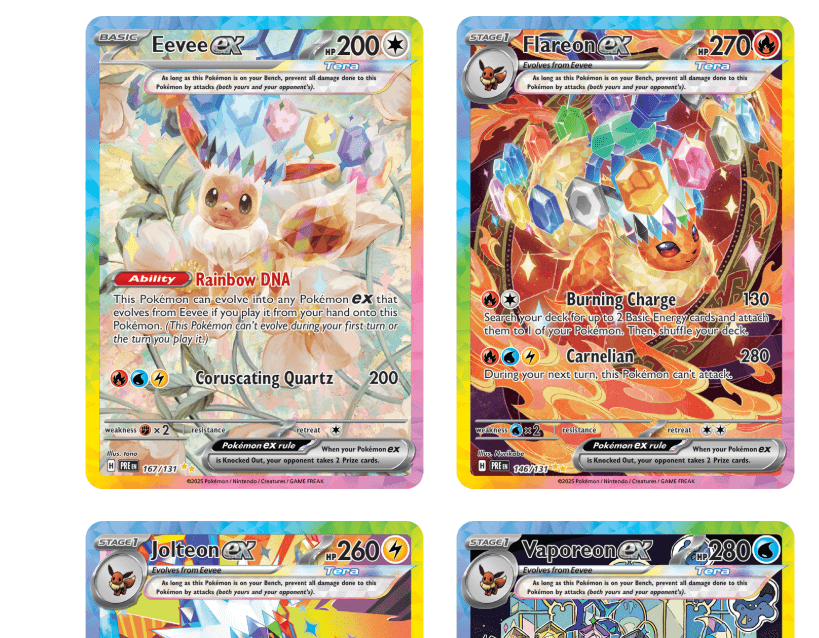 BASIC Eevee ex HP 200
Tera
As long as this Pokémon is on your Bench, prevent all damage done to this
Pokémon by attacks (both yours and your opponent's).
Ability Rainbow DNA
This Pokémon can evolve into any Pokémon ex that
evolves from Eevee if you play it from your hand onto this
Pokémon. (This Pokémon can't evolve during your first turn or
the turn you play it.)
Coruscating Quartz 200
weakness ×2 resistance retreat
Illus. tono
Pokémon ex rule When your Pokémon ex
is Knocked Out, your opponent takes 2 Prize cards.
H PRE EN 167/131
©2025 Pokémon / Nintendo / Creatures / GAME FREAK
STAGE 1 Flareon ex HP 270
Evolves from Eevee Tera
As long as this Pokémon is on your Bench, prevent all damage done to this
Pokémon by attacks (both yours and your opponent's).
Burning Charge 130
Search your deck for up to 2 Basic Energy cards and attach
them to 1 of your Pokémon. Then, shuffle your deck.
Carnelian 280
During your next turn, this Pokémon can't attack.
weakness ×2 resistance retreat
Illus. Nurikabe
Pokémon ex rule When your Pokémon ex
is Knocked Out, your opponent takes 2 Prize cards.
H PRE EN 146/131
©2025 Pokémon / Nintendo / Creatures / GAME FREAK
STAGE 1 Jolteon ex HP 260
Evolves from Eevee Tera
As long as this Pokémon is on your Bench, prevent all damage done to this
Pokémon by attacks (both yours and your opponent's).
STAGE 1 Vaporeon ex HP 280
Evolves from Eevee Tera
As long as this Pokémon is on your Bench, prevent all damage done to this
Pokémon by attacks (both yours and your opponent's).